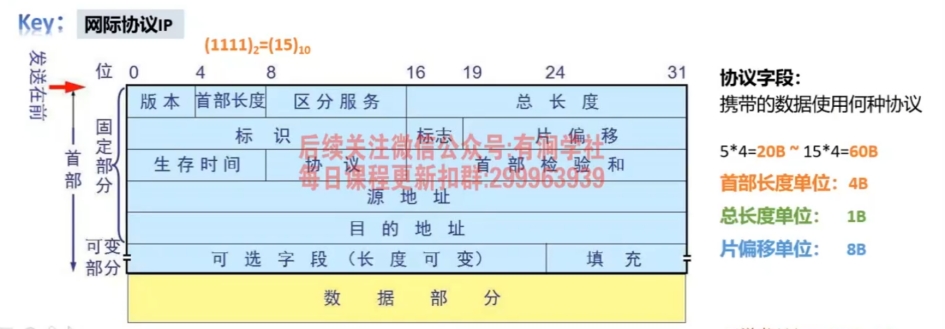 Key: 网际协议IP
(1111)₂=(15)₁₀
发送在前
位 0 4 8 16 19 24 31
首部
固定部分
可变部分
版本 首部长度 区分服务 总长度
标识 标志 片偏移
生存时间 协议 首部检验和
源地址
目的地址
可选字段（长度可变） 填充
数据部分
后续关注微信公众号:有润学社
每日课程更新扣群:299963939
协议字段:
携带的数据使用何种协议
5*4=20B ~ 15*4=60B
首部长度单位: 4B
总长度单位: 1B
片偏移单位: 8B